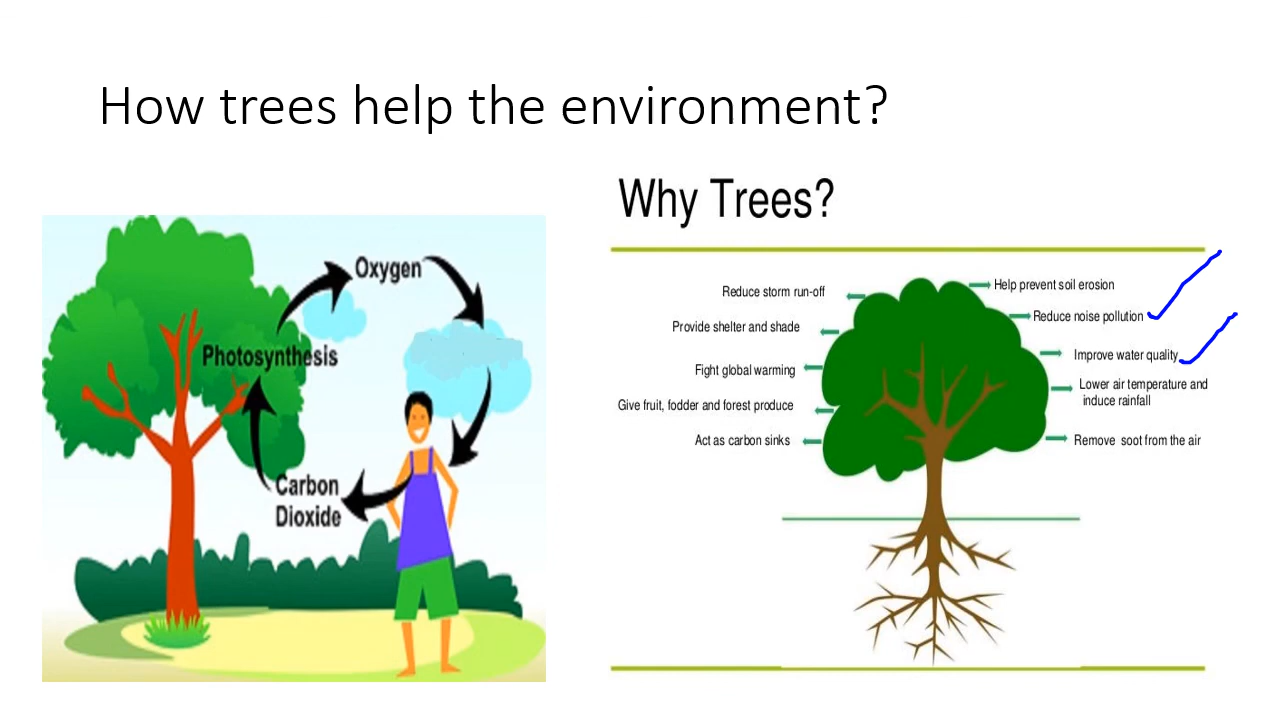 How trees help the environment?
Oxygen
Photosynthesis
Carbon
Dioxide
Why Trees?
Reduce storm run-off
Provide shelter and shade
Fight global warming
Give fruit, fodder and forest produce
Act as carbon sinks
Help prevent soil erosion
Reduce noise pollution
Improve water quality
Lower air temperature and
induce rainfall
Remove soot from the air